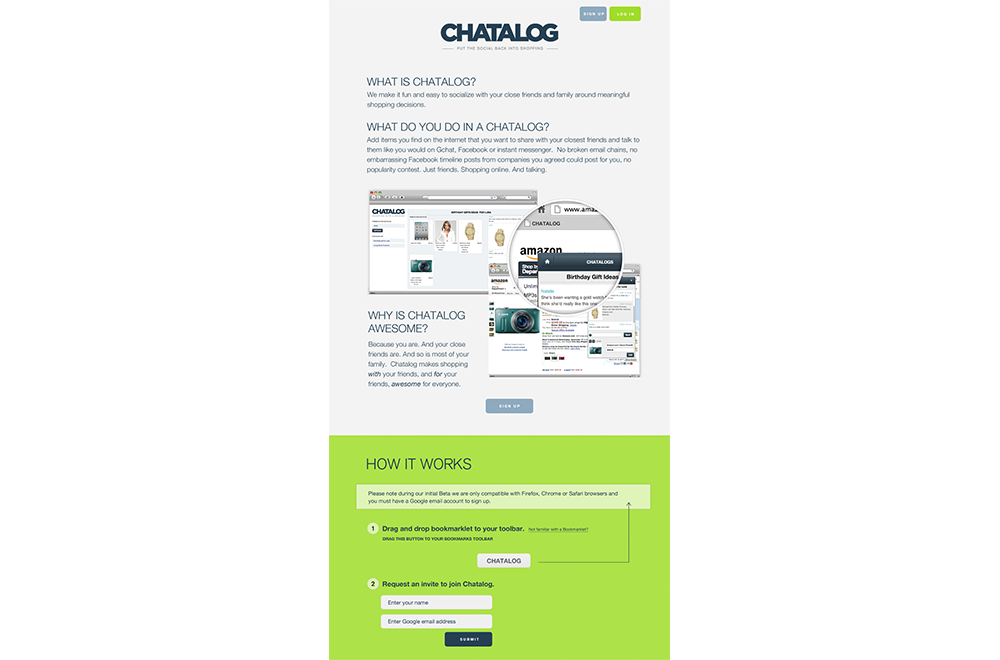 SIGN UP
LOG IN
CHATALOG
PUT THE SOCIAL BACK INTO SHOPPING
WHAT IS CHATALOG?
We make it fun and easy to socialize with your close friends and family around meaningful
shopping decisions.
WHAT DO YOU DO IN A CHATALOG?
Add items you find on the internet that you want to share with your closest friends and talk to
them like you would on Gchat, Facebook or instant messenger. No broken email chains, no
embarrassing Facebook timeline posts from companies you agreed could post for you, no
popularity contest. Just friends. Shopping online. And talking.
CHATALOG
BIRTHDAY GIFT IDEAS
www.ama
CHATALOG
amazon
Shop
Depar
CHATALOGS
Birthday Gift Ideas
Unlim
MP3s
Natalie
She's been wanting a gold watch
think she'd really like this one
amazon
WHY IS CHATALOG
AWESOME?
Because you are. And your close
friends are. And so is most of your
family. Chatalog makes shopping
with your friends, and for your
friends, awesome for everyone.
SIGN UP
HOW IT WORKS
Please note during our initial Beta we are only compatible with Firefox, Chrome or Safari browsers and
you must have a Google email account to sign up.
1 Drag and drop bookmarklet to your toolbar. Not familiar with a Bookmarklet?
DRAG THIS BUTTON TO YOUR BOOKMARKS TOOLBAR
CHATALOG
2 Request an invite to join Chatalog.
Enter your name
Enter Google email address
SUBMIT